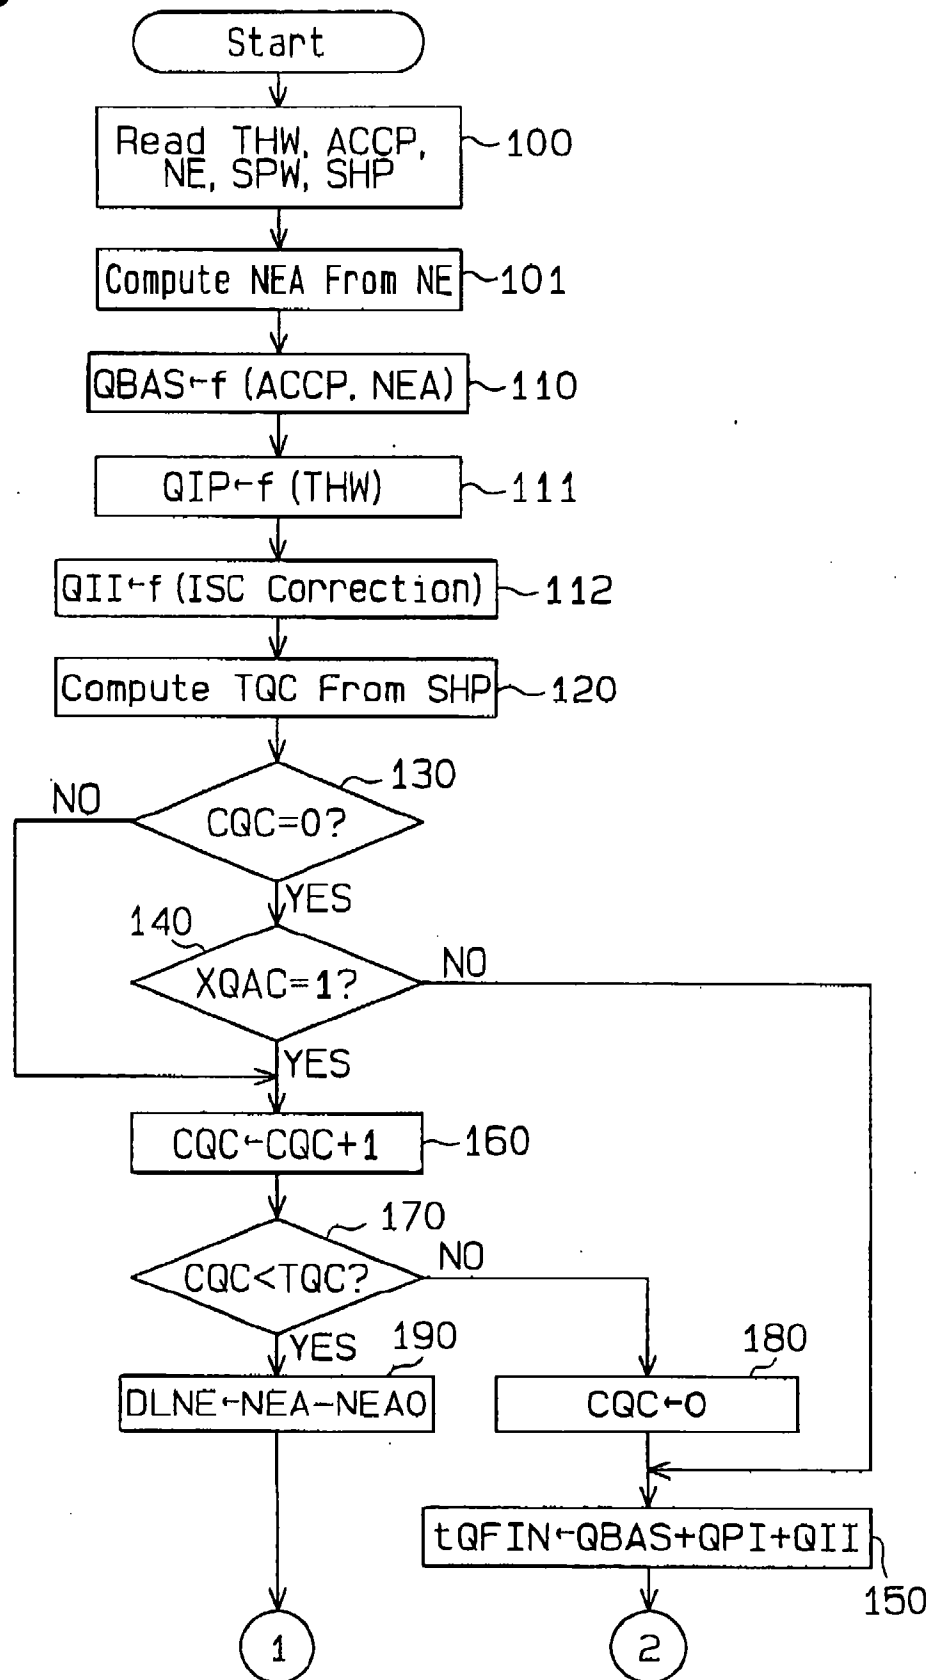 Start
Read THW, ACCP,
NE, SPW, SHP
100
Compute NEA From NE
101
QBAS←f (ACCP, NEA)
110
QIP←f (THW)
111
QII←f (ISC Correction)
112
Compute TQC From SHP
120
130
NO
CQC=0?
YES
140
NO
XQAC=1?
YES
CQC←CQC+1
160
170
NO
CQC<TQC?
YES
190
180
DLNE←NEA-NEAO
CQC←0
tQFIN←QBAS+QPI+QII
150
1
2